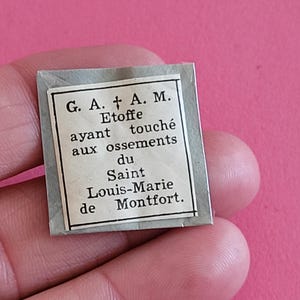 G. A. † A. M.
Etoffe
ayant touché
aux ossements
du
Saint
Louis-Marie
de Montfort.